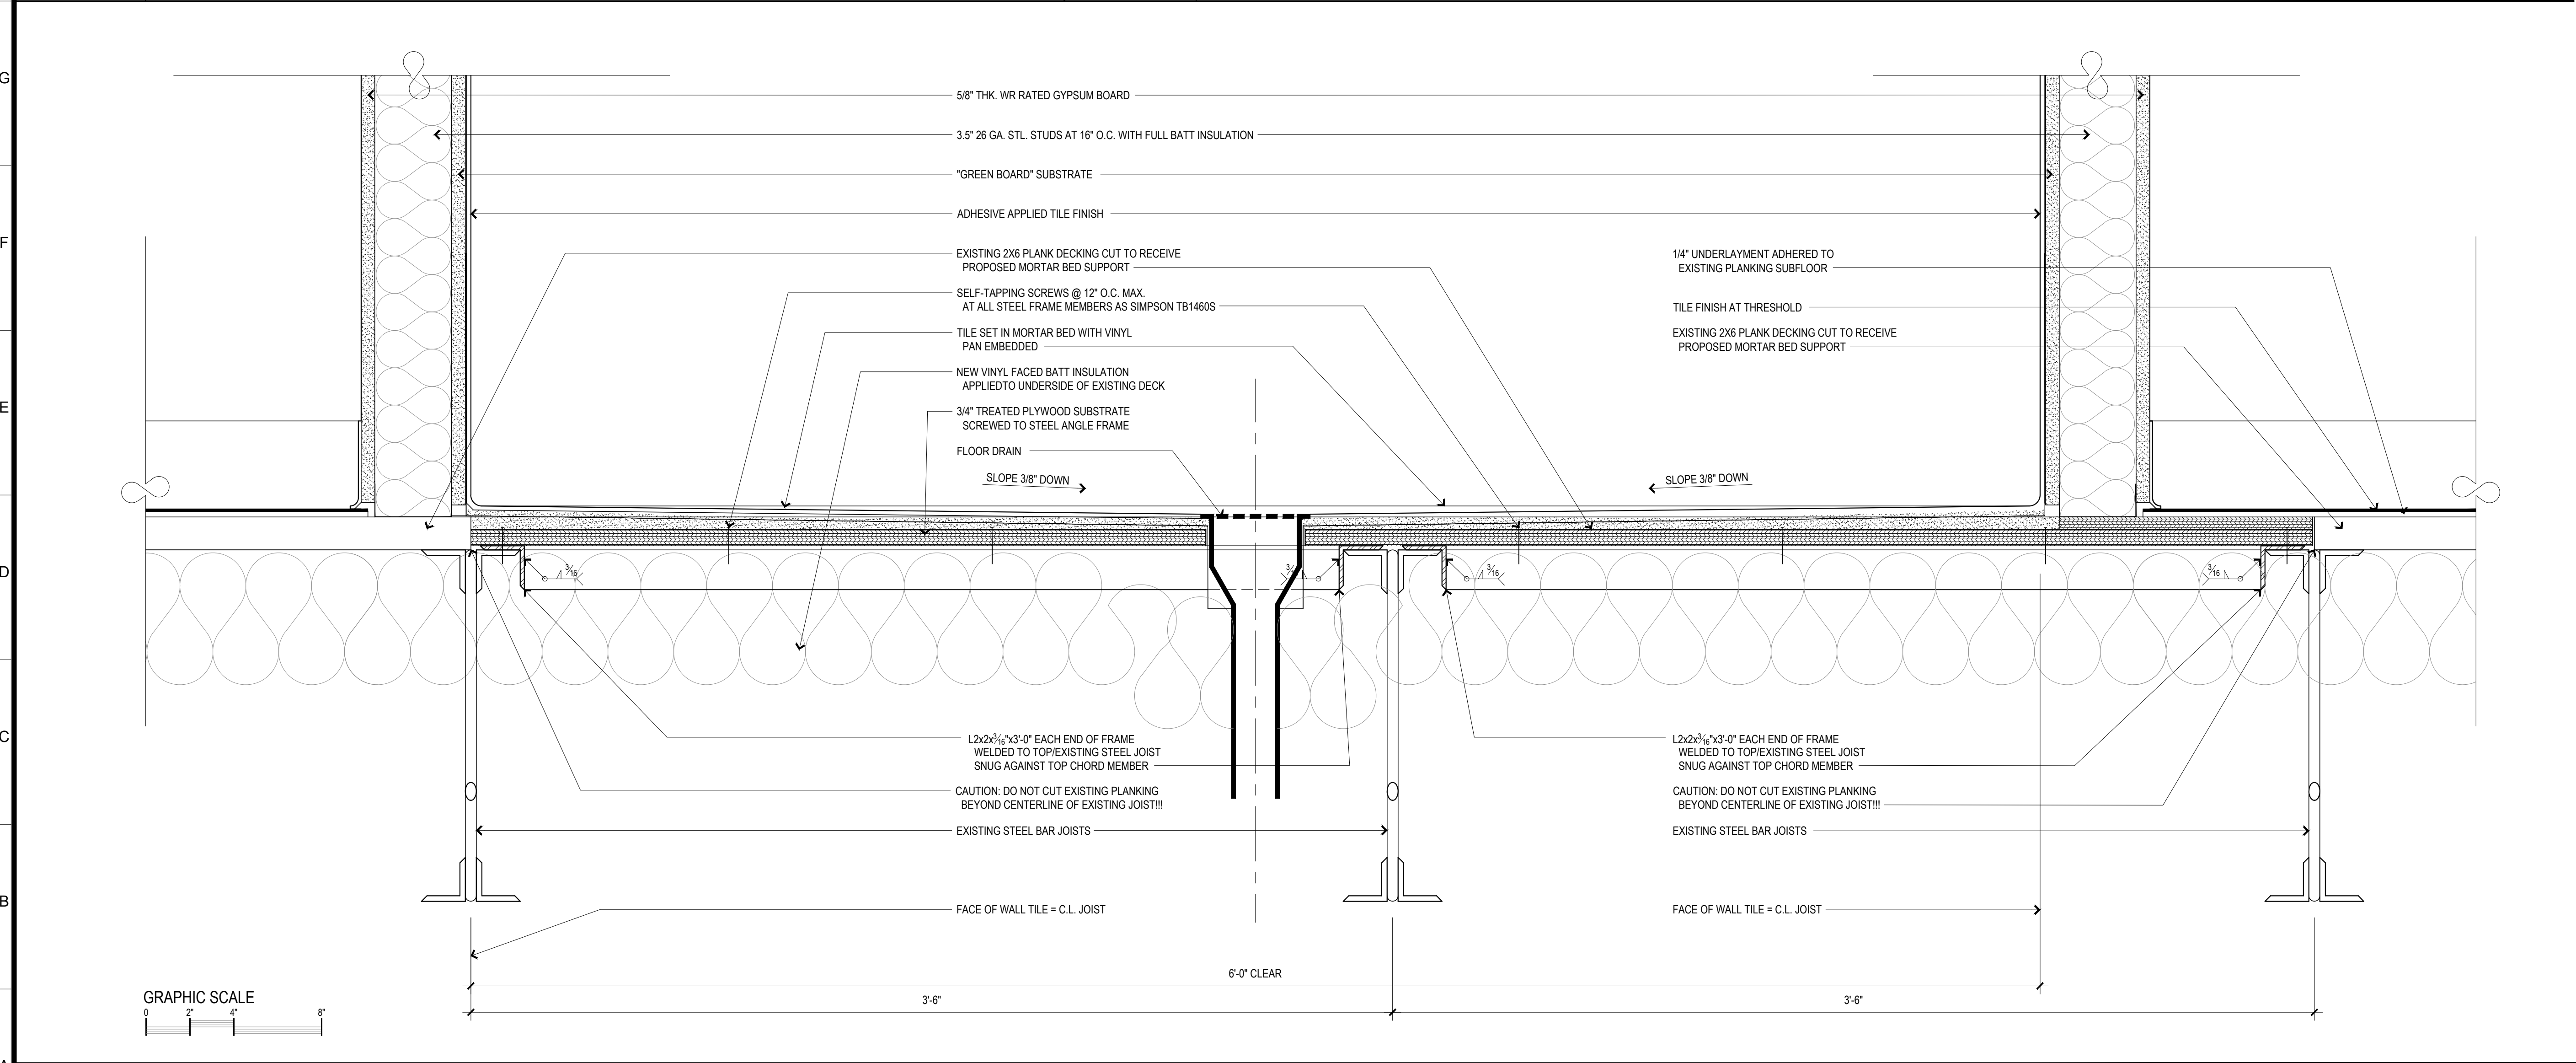 G
F
E
D
C
B
5/8" THK. WR RATED GYPSUM BOARD
3.5" 26 GA. STL. STUDS AT 16" O.C. WITH FULL BATT INSULATION
"GREEN BOARD" SUBSTRATE
ADHESIVE APPLIED TILE FINISH
EXISTING 2X6 PLANK DECKING CUT TO RECEIVE
PROPOSED MORTAR BED SUPPORT
SELF-TAPPING SCREWS @ 12" O.C. MAX.
AT ALL STEEL FRAME MEMBERS AS SIMPSON TB1460S
TILE SET IN MORTAR BED WITH VINYL
PAN EMBEDDED
NEW VINYL FACED BATT INSULATION
APPLIEDTO UNDERSIDE OF EXISTING DECK
3/4" TREATED PLYWOOD SUBSTRATE
SCREWED TO STEEL ANGLE FRAME
FLOOR DRAIN
SLOPE 3/8" DOWN
1/4" UNDERLAYMENT ADHERED TO
EXISTING PLANKING SUBFLOOR
TILE FINISH AT THRESHOLD
EXISTING 2X6 PLANK DECKING CUT TO RECEIVE
PROPOSED MORTAR BED SUPPORT
SLOPE 3/8" DOWN
3/16
3/16
3/16
L2x2x3/16"x3'-0" EACH END OF FRAME
WELDED TO TOP/EXISTING STEEL JOIST
SNUG AGAINST TOP CHORD MEMBER
CAUTION: DO NOT CUT EXISTING PLANKING
BEYOND CENTERLINE OF EXISTING JOIST!!!
EXISTING STEEL BAR JOISTS
FACE OF WALL TILE = C.L. JOIST
L2x2x3/16"x3'-0" EACH END OF FRAME
WELDED TO TOP/EXISTING STEEL JOIST
SNUG AGAINST TOP CHORD MEMBER
CAUTION: DO NOT CUT EXISTING PLANKING
BEYOND CENTERLINE OF EXISTING JOIST!!!
EXISTING STEEL BAR JOISTS
FACE OF WALL TILE = C.L. JOIST
6'-0" CLEAR
3'-6"
3'-6"
GRAPHIC SCALE
0 2" 4" 8"